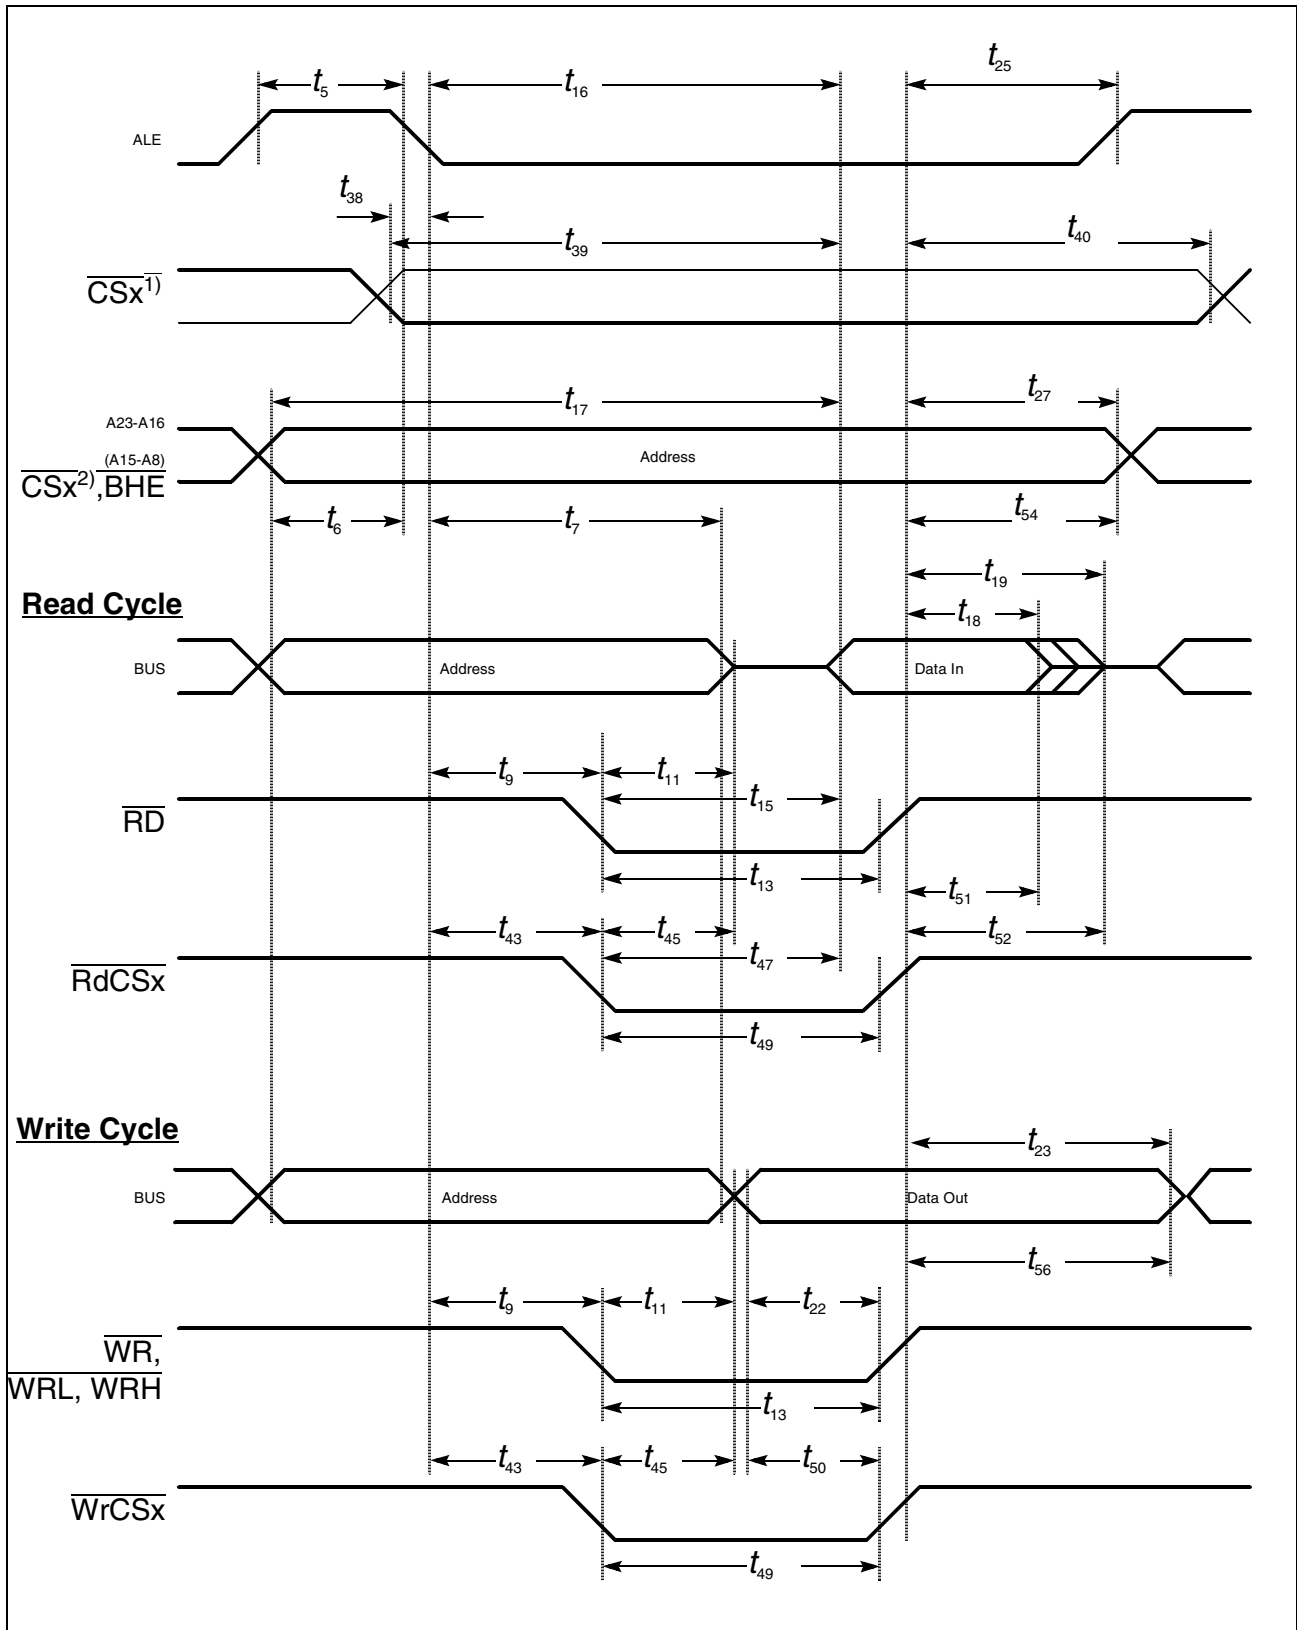 t5 t16 t25
ALE
t38
t39 t40
CSx1)
t17 t27
A23-A16
(A15-A8)
Address
CSx2),BHE
t6 t7 t54
t19
Read Cycle
t18
BUS Address Data In
t9 t11
t15
RD
t13 t51
t43 t45 t52
t47
RdCSx
t49
Write Cycle
t23
BUS Address Data Out
t56
t9 t11 t22
WR,
WRL, WRH
t13
t43 t45 t50
WrCSx
t49